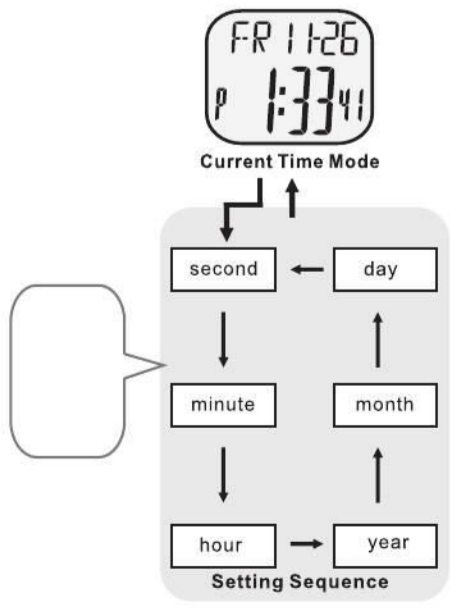 FR 11-26
P 1:33 41
Current Time Mode
second
day
minute
month
hour
year
Setting Sequence